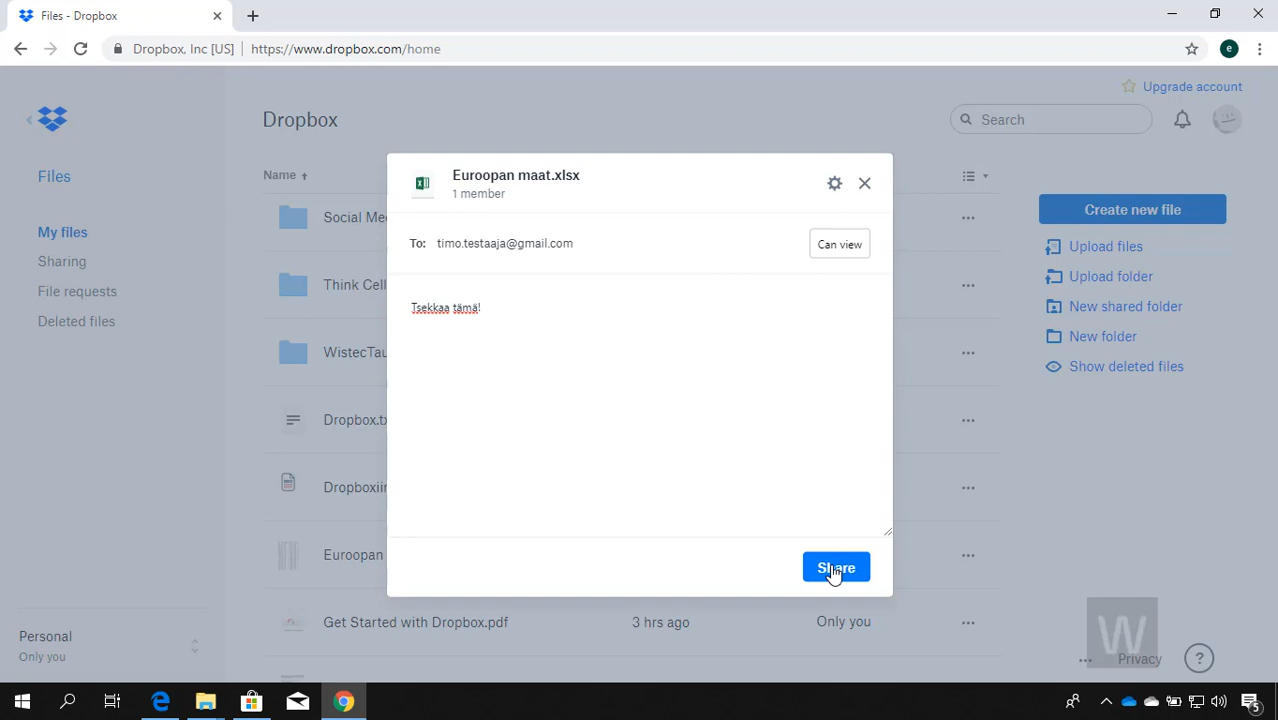 Files - Dropbox
Dropbox, Inc [US]
https://www.dropbox.com/home
e
Upgrade account
Dropbox
Search
Files
My files
Sharing
File requests
Deleted files
Name
Social Me
Think Cell
WistecTau
Dropbox.tx
Euroopan
Get Started with Dropbox.pdf
3 hrs ago
Only you
Euroopan maat.xlsx
1 member
To: timo.testaaja@gmail.com
Can view
Tsekkaa tämä!
Share
Create new file
Upload files
Upload folder
New shared folder
New folder
Show deleted files
Personal
Only you
W
Privacy
?
5